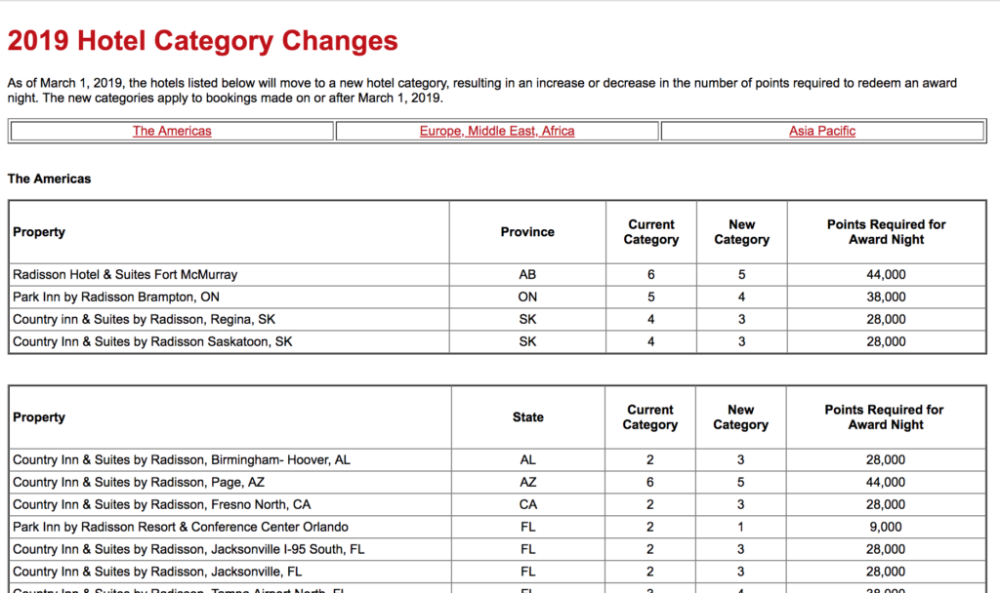 2019 Hotel Category Changes
As of March 1, 2019, the hotels listed below will move to a new hotel category, resulting in an increase or decrease in the number of points required to redeem an award
night. The new categories apply to bookings made on or after March 1, 2019.
The Americas Europe, Middle East, Africa Asia Pacific
The Americas
Property Province Current Category New Category Points Required for Award Night
Radisson Hotel & Suites Fort McMurray AB 6 5 44,000
Park Inn by Radisson Brampton, ON ON 5 4 38,000
Country inn & Suites by Radisson, Regina, SK SK 4 3 28,000
Country Inn & Suites by Radisson Saskatoon, SK SK 4 3 28,000
Property State Current Category New Category Points Required for Award Night
Country Inn & Suites by Radisson, Birmingham- Hoover, AL AL 2 3 28,000
Country Inn & Suites by Radisson, Page, AZ AZ 6 5 44,000
Country Inn & Suites by Radisson, Fresno North, CA CA 2 3 28,000
Park Inn by Radisson Resort & Conference Center Orlando FL 2 1 9,000
Country Inn & Suites by Radisson, Jacksonville I-95 South, FL FL 2 3 28,000
Country Inn & Suites by Radisson, Jacksonville, FL FL 2 3 28,000
Country Inn & Suites by Radisson, Tampa Airport North, FL FL